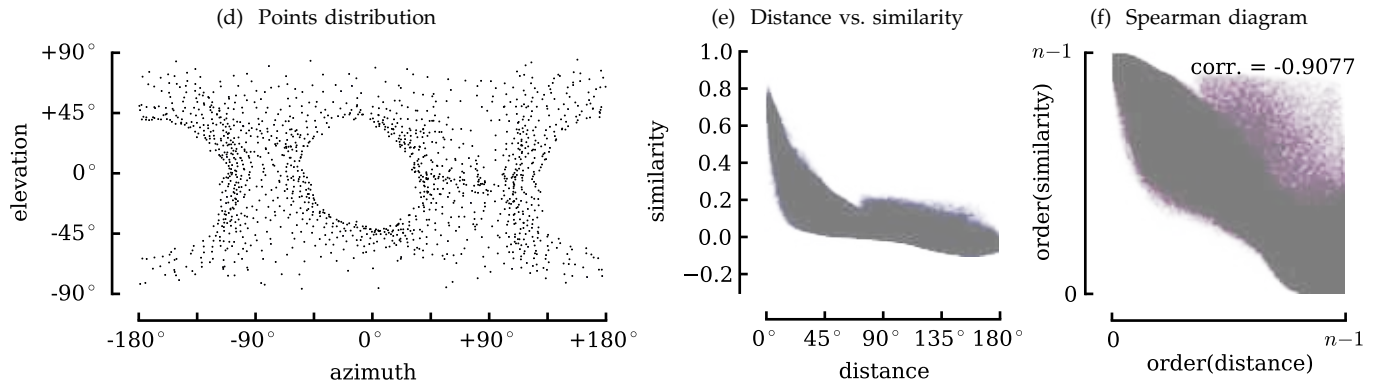 (d) Points distribution
+90°
+45°
0°
-45°
-90°
elevation
-180°
-90°
0°
+90°
+180°
azimuth
(e) Distance vs. similarity
1.0
0.8
0.6
0.4
0.2
0.0
−0.2
similarity
0°
45°
90°
135°
180°
distance
(f) Spearman diagram
n−1
corr. = -0.9077
order(similarity)
0
0
n−1
order(distance)